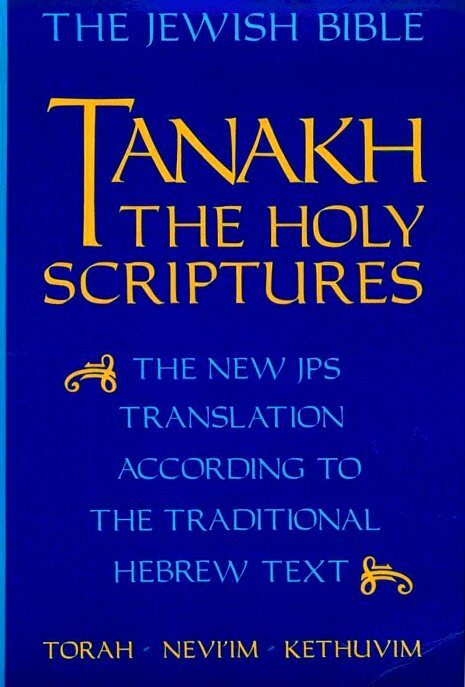 THE JEWISH BIBLE
TANAKH
THE HOLY
SCRIPTURES
THE NEW JPS
TRANSLATION
ACCORDING TO
THE TRADITIONAL
HEBREW TEXT
TORAH - NEVI'IM - KETHUVIM